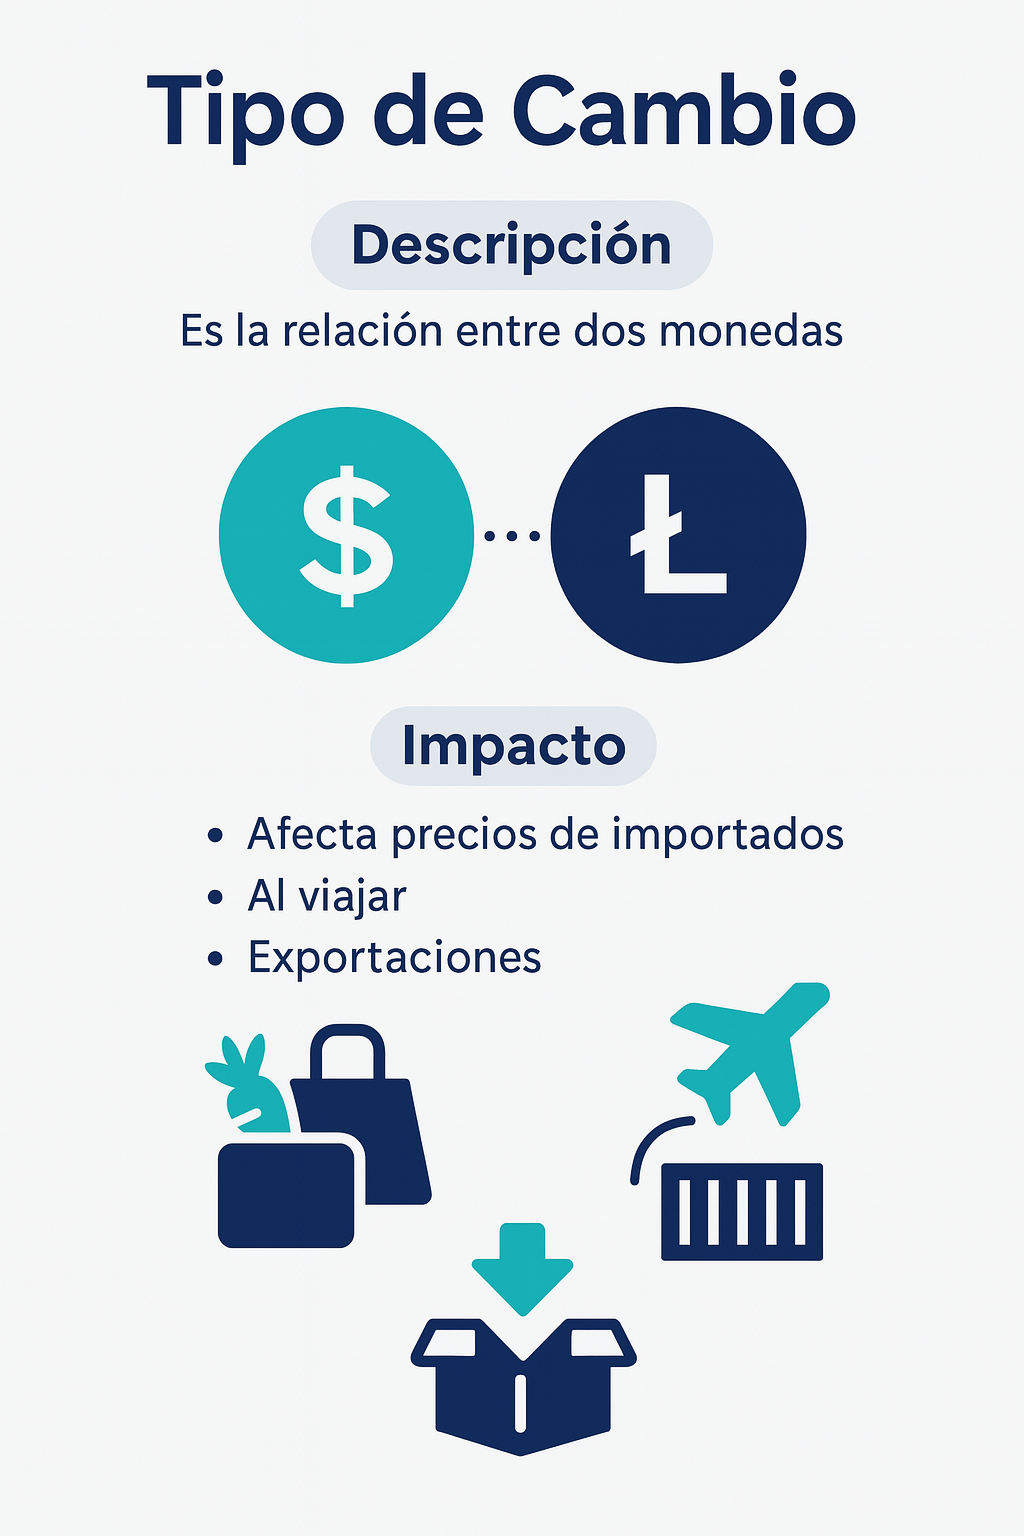 Tipo de Cambio
Descripción
Es la relación entre dos monedas
$ ... Ł
Impacto
• Afecta precios de importados
• Al viajar
• Exportaciones